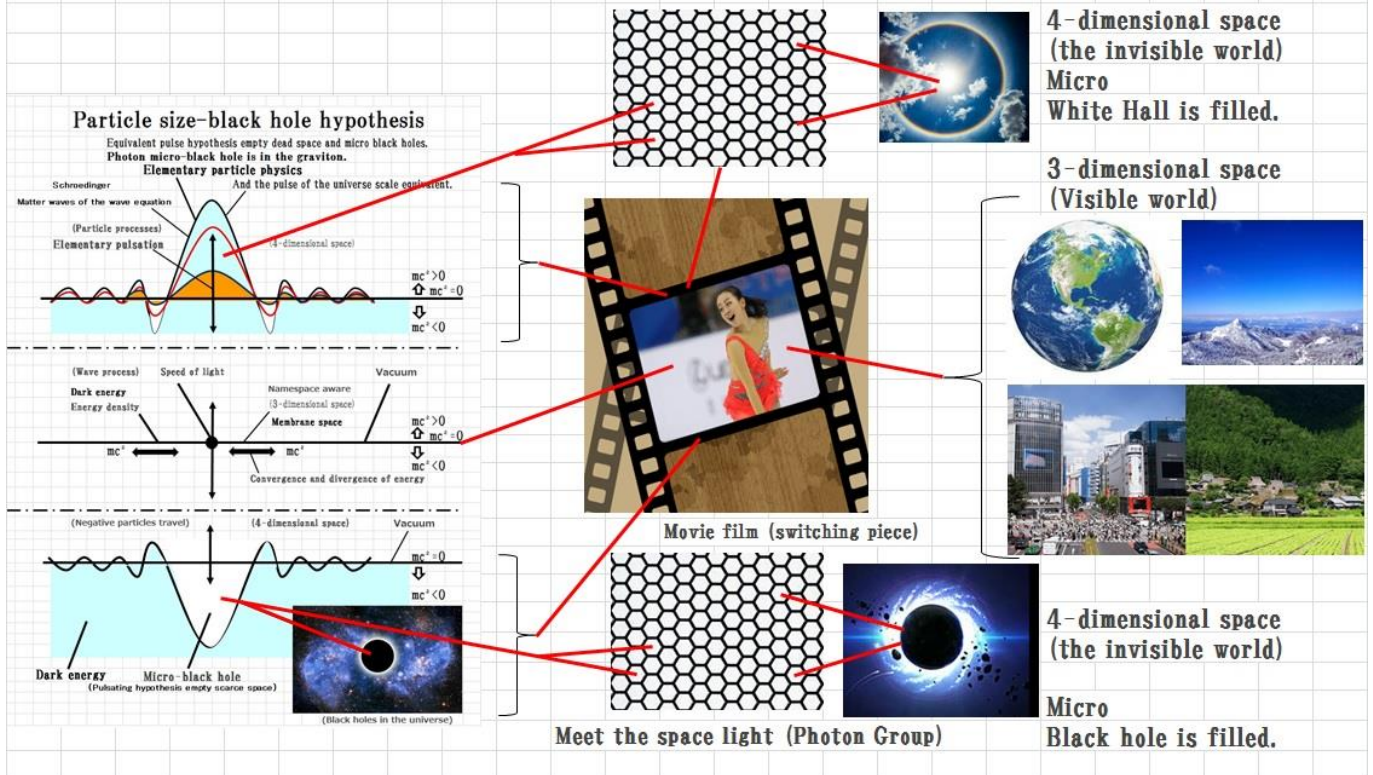 Particle size-black hole hypothesis
Equivalent pulse hypothesis empty dead space and micro black holes.
Photon micro-black hole is in the graviton.
Elementary particle physics
Schroedinger
And the pulse of the universe scale equivalent.
Matter waves of the wave equation
(Particle processes)
Elementary pulsation
(4-dimensional space)
mc²>0
mc²=0
mc²<0
(Wave process)
Speed of light
Vacuum
Dark energy
Energy density
Namespace aware
(3-dimensional space)
Membrane space
mc²>0
mc²=0
mc²<0
mc²
mc²
Convergence and divergence of energy
(Negative particles travel)
(4-dimensional space)
Vacuum
mc²=0
mc²<0
Dark energy
Micro-black hole
(Pulsating hypothesis empty scarce space)
(Black holes in the universe)
Movie film (switching piece)
Meet the space light (Photon Group)
4-dimensional space
(the invisible world)
Micro
White Hall is filled.
3-dimensional space
(Visible world)
4-dimensional space
(the invisible world)
Micro
Black hole is filled.